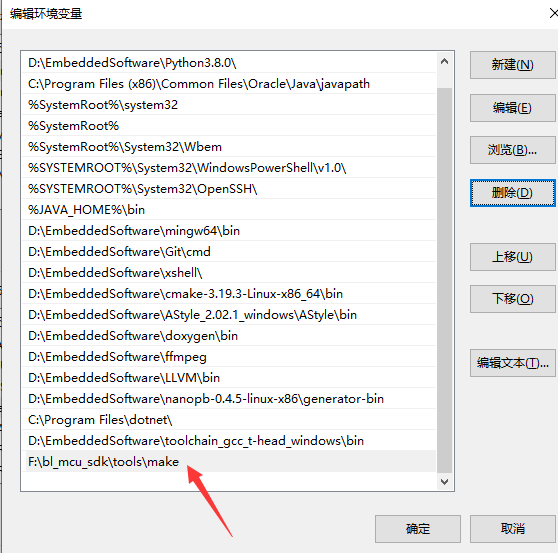 编辑环境变量
D:\EmbeddedSoftware\Python3.8.0\
C:\Program Files (x86)\Common Files\Oracle\Java\javapath
%SystemRoot%\system32
%SystemRoot%
%SystemRoot%\System32\Wbem
%SYSTEMROOT%\System32\WindowsPowerShell\v1.0\
%SYSTEMROOT%\System32\OpenSSH\
%JAVA_HOME%\bin
D:\EmbeddedSoftware\mingw64\bin
D:\EmbeddedSoftware\Git\cmd
D:\EmbeddedSoftware\xshell\
D:\EmbeddedSoftware\cmake-3.19.3-Linux-x86_64\bin
D:\EmbeddedSoftware\AStyle_2.02.1_windows\AStyle\bin
D:\EmbeddedSoftware\doxygen\bin
D:\EmbeddedSoftware\ffmpeg
D:\EmbeddedSoftware\LLVM\bin
D:\EmbeddedSoftware\nanopb-0.4.5-linux-x86\generator-bin
C:\Program Files\dotnet\
D:\EmbeddedSoftware\toolchain_gcc_t-head_windows\bin
F:\bl_mcu_sdk\tools\make
新建(N)
编辑(E)
浏览(B)...
删除(D)
上移(U)
下移(O)
编辑文本(T)...
确定
取消